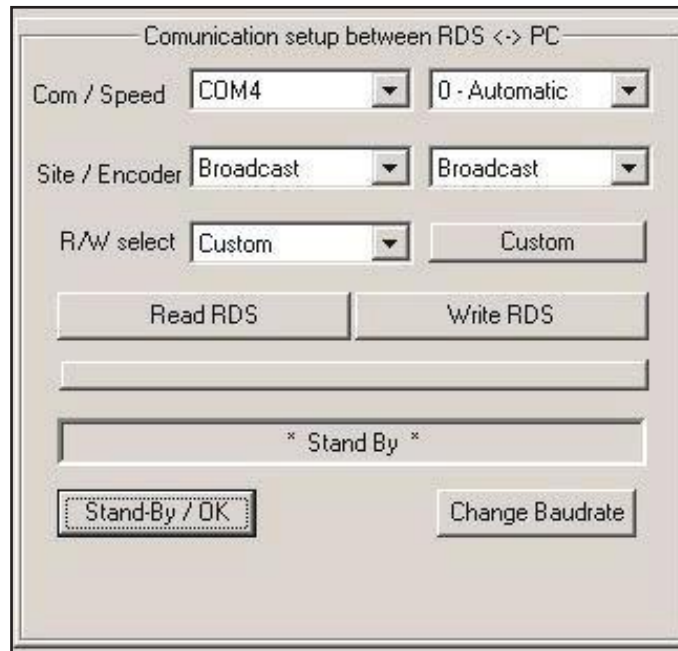 Comunication setup between RDS <-> PC
Com / Speed COM4 0 - Automatic
Site / Encoder Broadcast Broadcast
R/W select Custom Custom
Read RDS Write RDS
* Stand By *
Stand-By / OK Change Baudrate